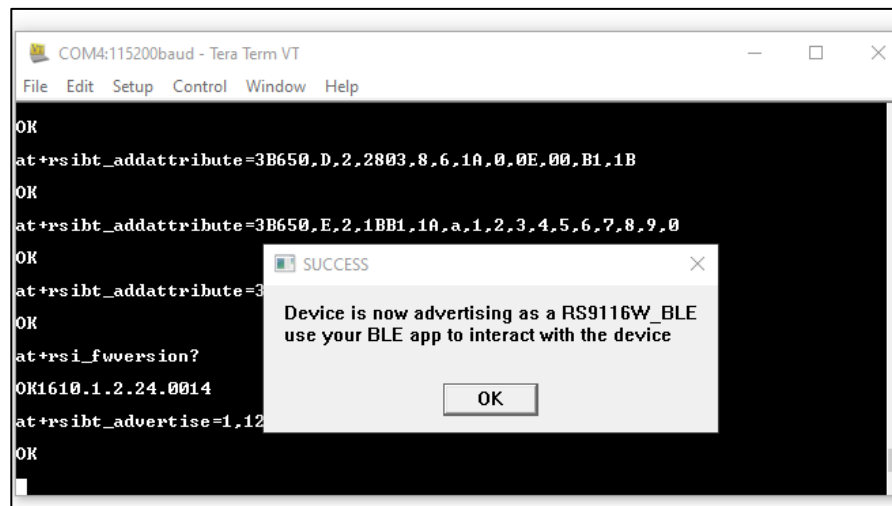 COM4:115200baud - Tera Term VT
File Edit Setup Control Window Help
OK
at+rsibt_addattribute=3B650,D,2,2803,8,6,1A,0,0E,00,B1,1B
OK
at+rsibt_addattribute=3B650,E,2,1BB1,1A,a,1,2,3,4,5,6,7,8,9,0
OK
at+rsibt_addattribute=3
OK
at+rsi_fwversion?
OK1610.1.2.24.0014
at+rsibt_advertise=1,12
OK
SUCCESS
Device is now advertising as a RS9116W_BLE
use your BLE app to interact with the device
OK